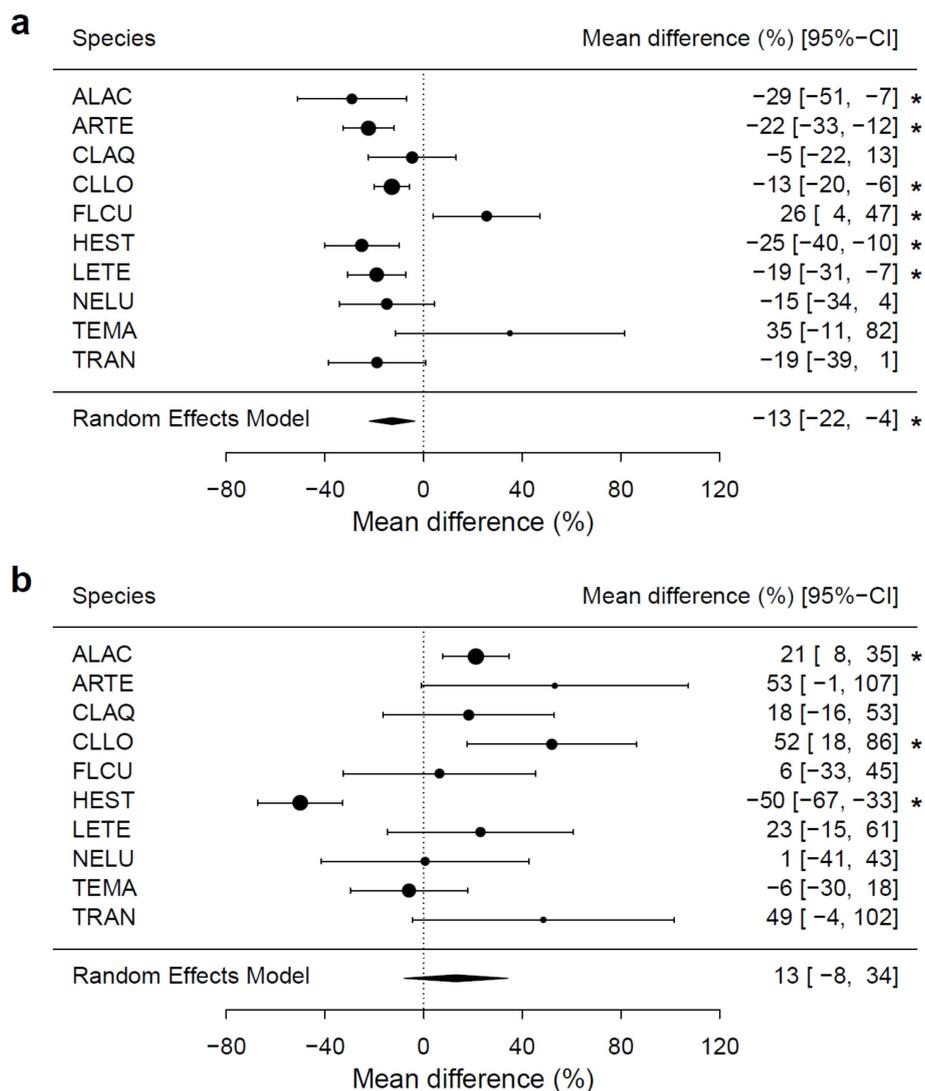 a
Species Mean difference (%) [95%−CI]
ALAC −29 [−51, −7] *
ARTE −22 [−33, −12] *
CLAQ −5 [−22, 13]
CLLO −13 [−20, −6] *
FLCU 26 [ 4, 47] *
HEST −25 [−40, −10] *
LETE −19 [−31, −7] *
NELU −15 [−34, 4]
TEMA 35 [−11, 82]
TRAN −19 [−39, 1]
Random Effects Model −13 [−22, −4] *
−80 −40 0 40 80 120
Mean difference (%)
b
Species Mean difference (%) [95%−CI]
ALAC 21 [ 8, 35] *
ARTE 53 [ −1, 107]
CLAQ 18 [−16, 53]
CLLO 52 [ 18, 86] *
FLCU 6 [−33, 45]
HEST −50 [−67, −33] *
LETE 23 [−15, 61]
NELU 1 [−41, 43]
TEMA −6 [−30, 18]
TRAN 49 [ −4, 102]
Random Effects Model 13 [ −8, 34]
−80 −40 0 40 80 120
Mean difference (%)